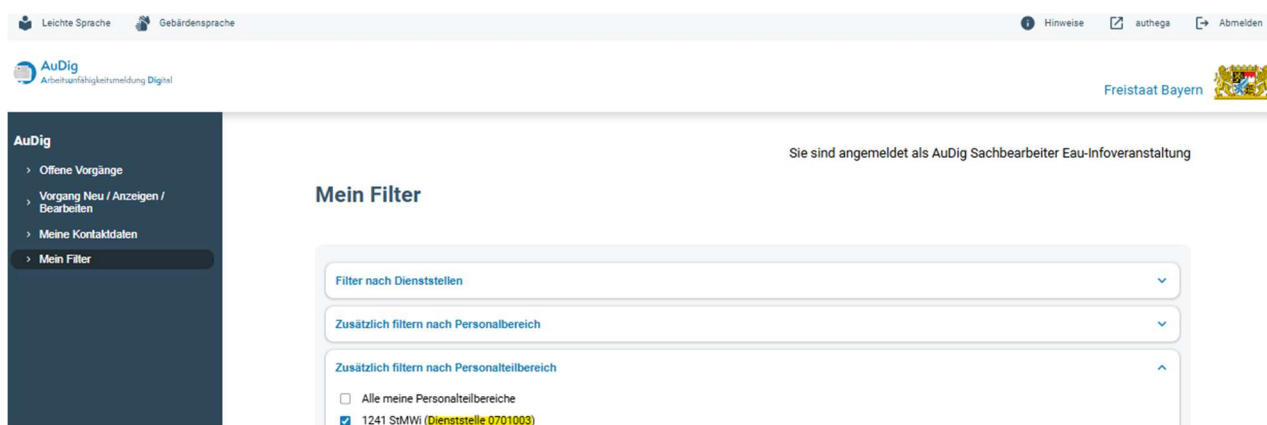 Leichte Sprache Gebärdensprache Hinweise authega Abmelden
AuDig
Arbeitsunfähigkeitsmeldung Digital
Freistaat Bayern
AuDig
Offene Vorgänge
Vorgang Neu / Anzeigen /
Bearbeiten
Meine Kontaktdaten
Mein Filter
Sie sind angemeldet als AuDig Sachbearbeiter Eau-Infoveranstaltung
Mein Filter
Filter nach Dienststellen
Zusätzlich filtern nach Personalbereich
Zusätzlich filtern nach Personalteilbereich
Alle meine Personalteilbereiche
1241 StMWi (Dienststelle 0701003)